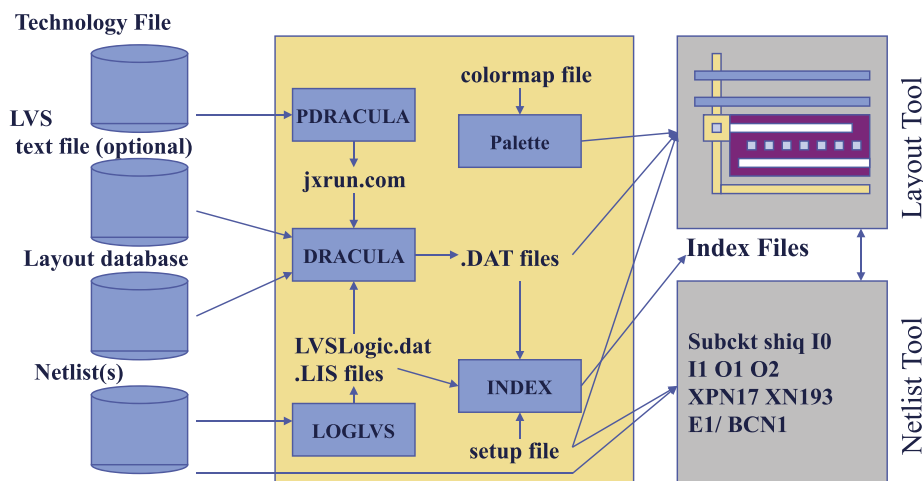 Technology File
LVS
text file (optional)
Layout database
Netlist(s)
PDRACULA
jxrun.com
DRACULA
LVSLogic.dat
.LIS files
LOGLVS
colormap file
Palette
.DAT files
INDEX
setup file
Layout Tool
Index Files
Subckt shiq I0
I1 O1 O2
XPN17 XN193
E1/ BCN1
Netlist Tool